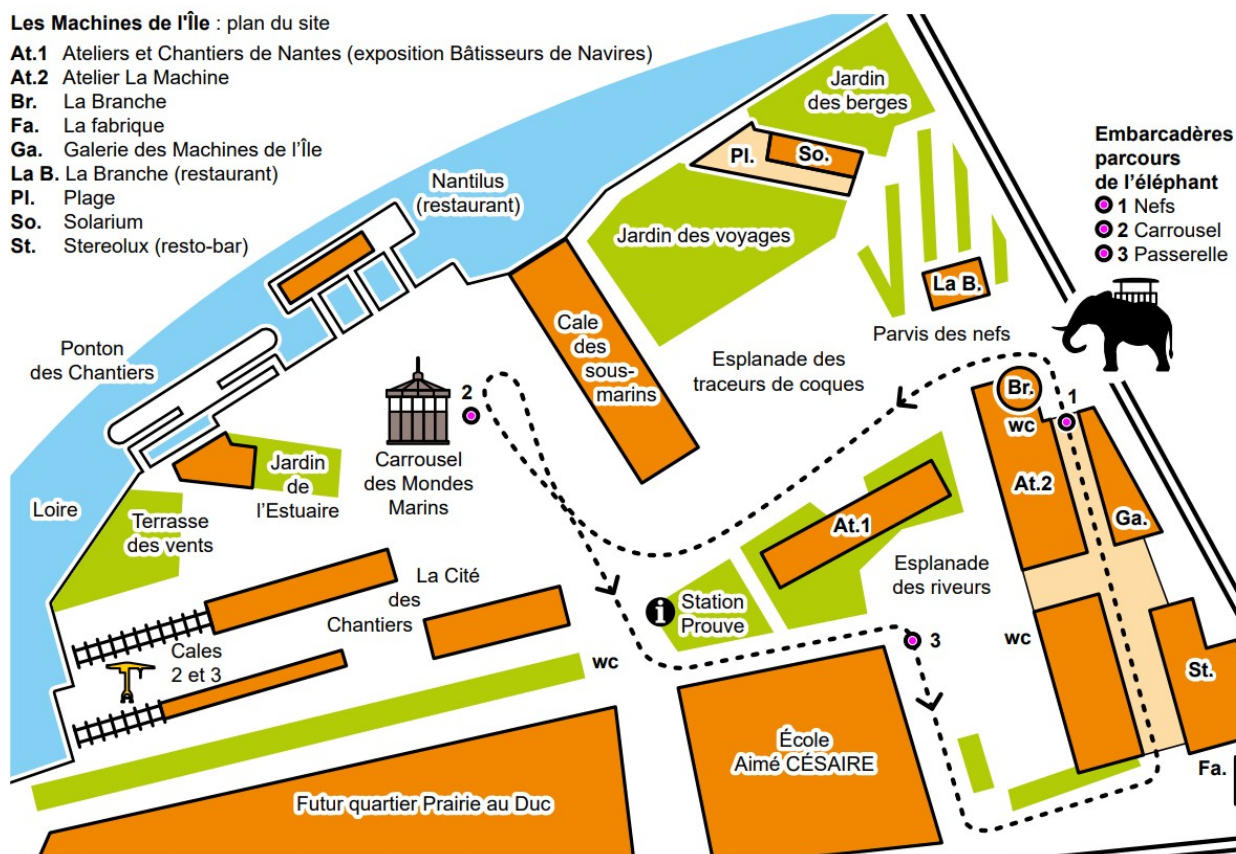 Les Machines de l'Île : plan du site
At.1 Ateliers et Chantiers de Nantes (exposition Bâtisseurs de Navires)
At.2 Atelier La Machine
Br. La Branche
Fa. La fabrique
Ga. Galerie des Machines de l'Île
La B. La Branche (restaurant)
Pl. Plage
So. Solarium
St. Stereolux (resto-bar)
Embarcadères
parcours
de l'éléphant
1 Nefs
2 Carrousel
3 Passerelle
Jardin
des berges
Pl.
So.
Nantilus
(restaurant)
Jardin des voyages
La B.
Parvis des nefs
Ponton
des Chantiers
Cale
des
sous-
marins
Esplanade des
traceurs de coques
2
Br.
1
wc
Carrousel
des Mondes
Marins
Jardin
de
l'Estuaire
Loire
Terrasse
des vents
At.2
At.1
Ga.
Esplanade
des riveurs
La Cité
des
Chantiers
i
Station
Prouve
3
wc
Cales
2 et 3
wc
St.
École
Aimé CÉSAIRE
Fa.
Futur quartier Prairie au Duc